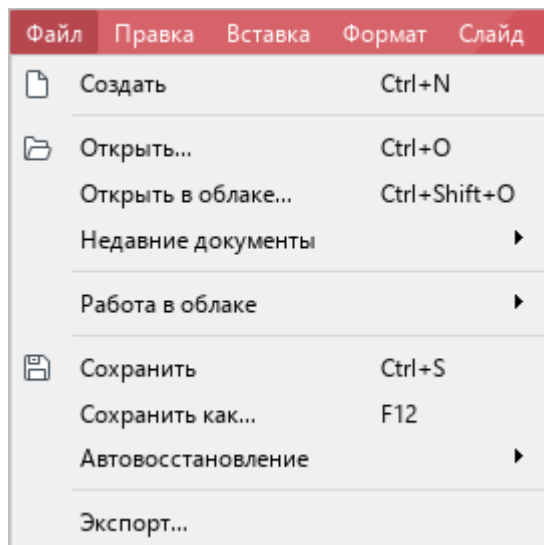 Файл Правка Вставка Формат Слайд
Создать Ctrl+N
Открыть... Ctrl+O
Открыть в облаке... Ctrl+Shift+O
Недавние документы
Работа в облаке
Сохранить Ctrl+S
Сохранить как... F12
Автовосстановление
Экспорт...